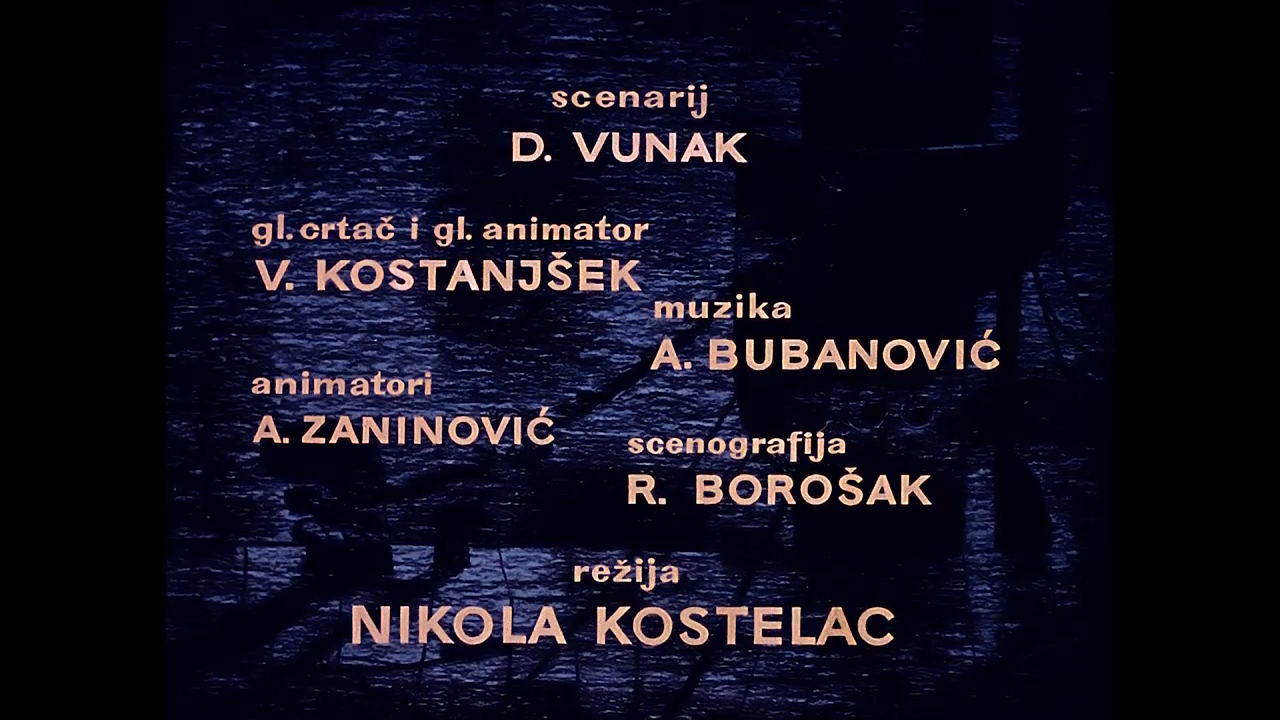 scenarij
D. VUNAK
gl. crtač i gl. animator
V. KOSTANJŠEK
muzika
A. BUBANOVIĆ
animatori
A. ZANINOVIĆ
scenografija
R. BOROŠAK
režija
NIKOLA KOSTELAC